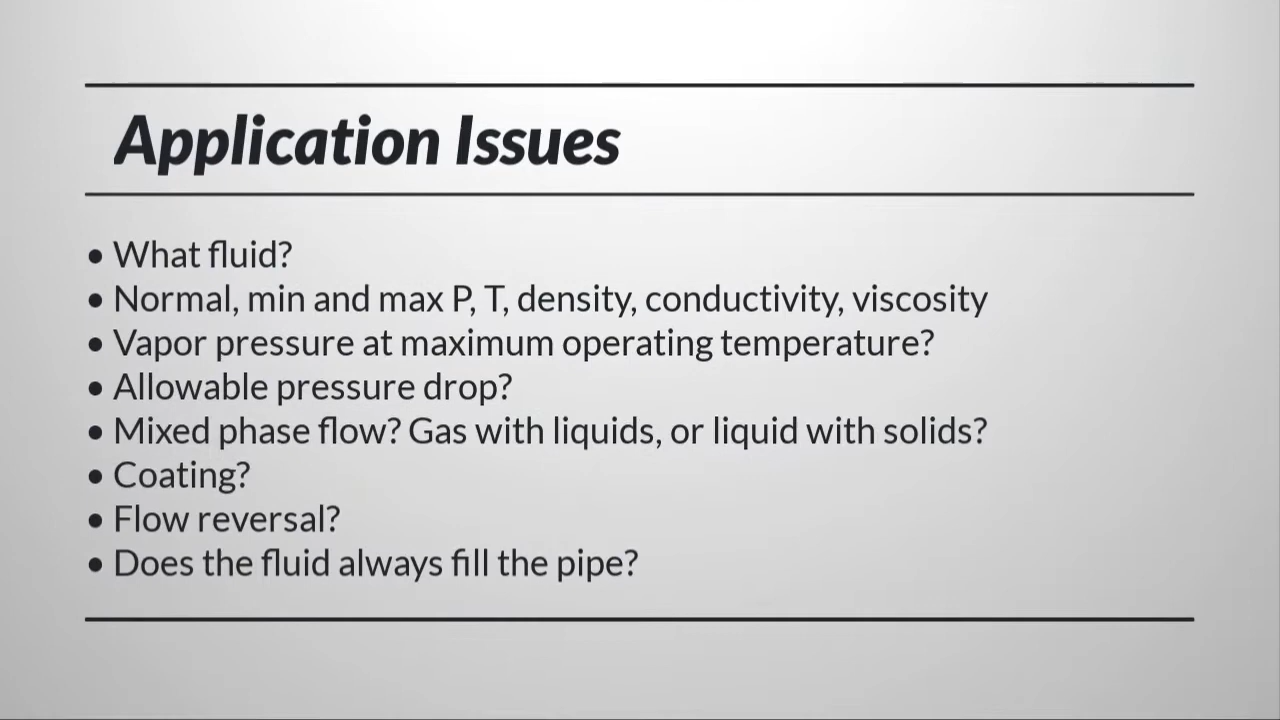 Application Issues
• What fluid?
• Normal, min and max P, T, density, conductivity, viscosity
• Vapor pressure at maximum operating temperature?
• Allowable pressure drop?
• Mixed phase flow? Gas with liquids, or liquid with solids?
• Coating?
• Flow reversal?
• Does the fluid always fill the pipe?